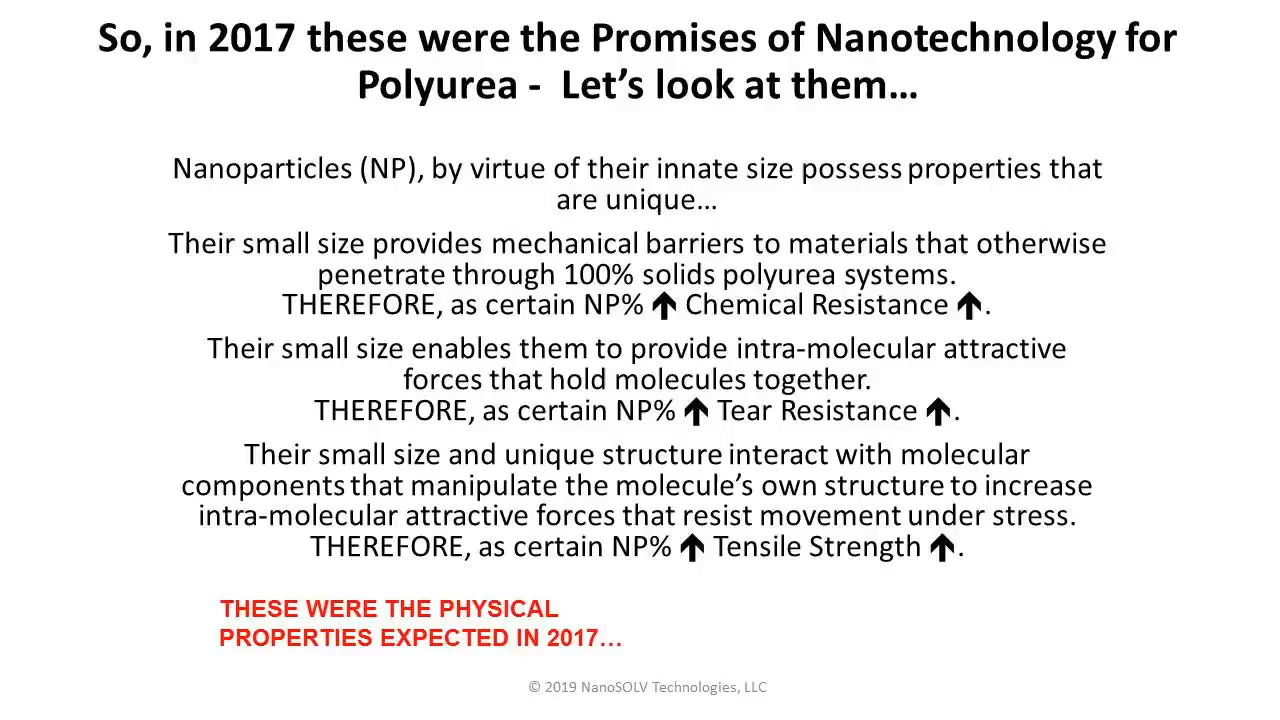 So, in 2017 these were the Promises of Nanotechnology for
Polyurea -  Let’s look at them…
Nanoparticles (NP), by virtue of their innate size possess properties that
are unique…
Their small size provides mechanical barriers to materials that otherwise
penetrate through 100% solids polyurea systems.
THEREFORE, as certain NP% 🡅 Chemical Resistance 🡅.
Their small size enables them to provide intra-molecular attractive
forces that hold molecules together.
THEREFORE, as certain NP% 🡅 Tear Resistance 🡅.
Their small size and unique structure interact with molecular
components that manipulate the molecule’s own structure to increase
intra-molecular attractive forces that resist movement under stress.
THEREFORE, as certain NP% 🡅 Tensile Strength 🡅.
THESE WERE THE PHYSICAL
PROPERTIES EXPECTED IN 2017…
© 2019 NanoSOLV Technologies, LLC